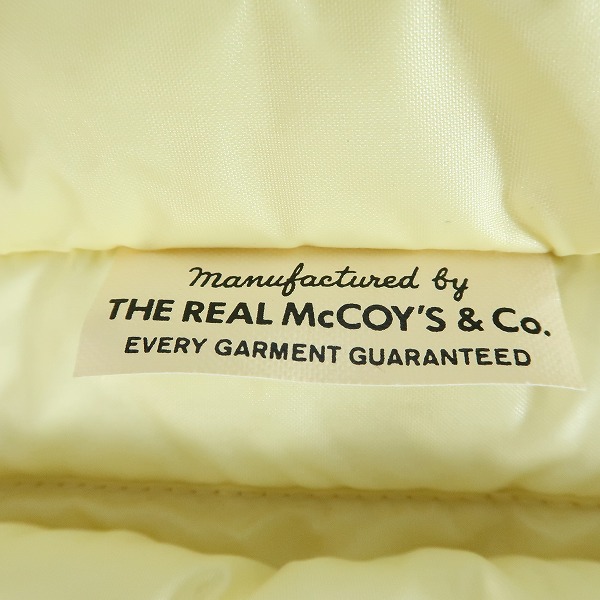 manufactured by
THE REAL McCOY'S & Co.
EVERY GARMENT GUARANTEED